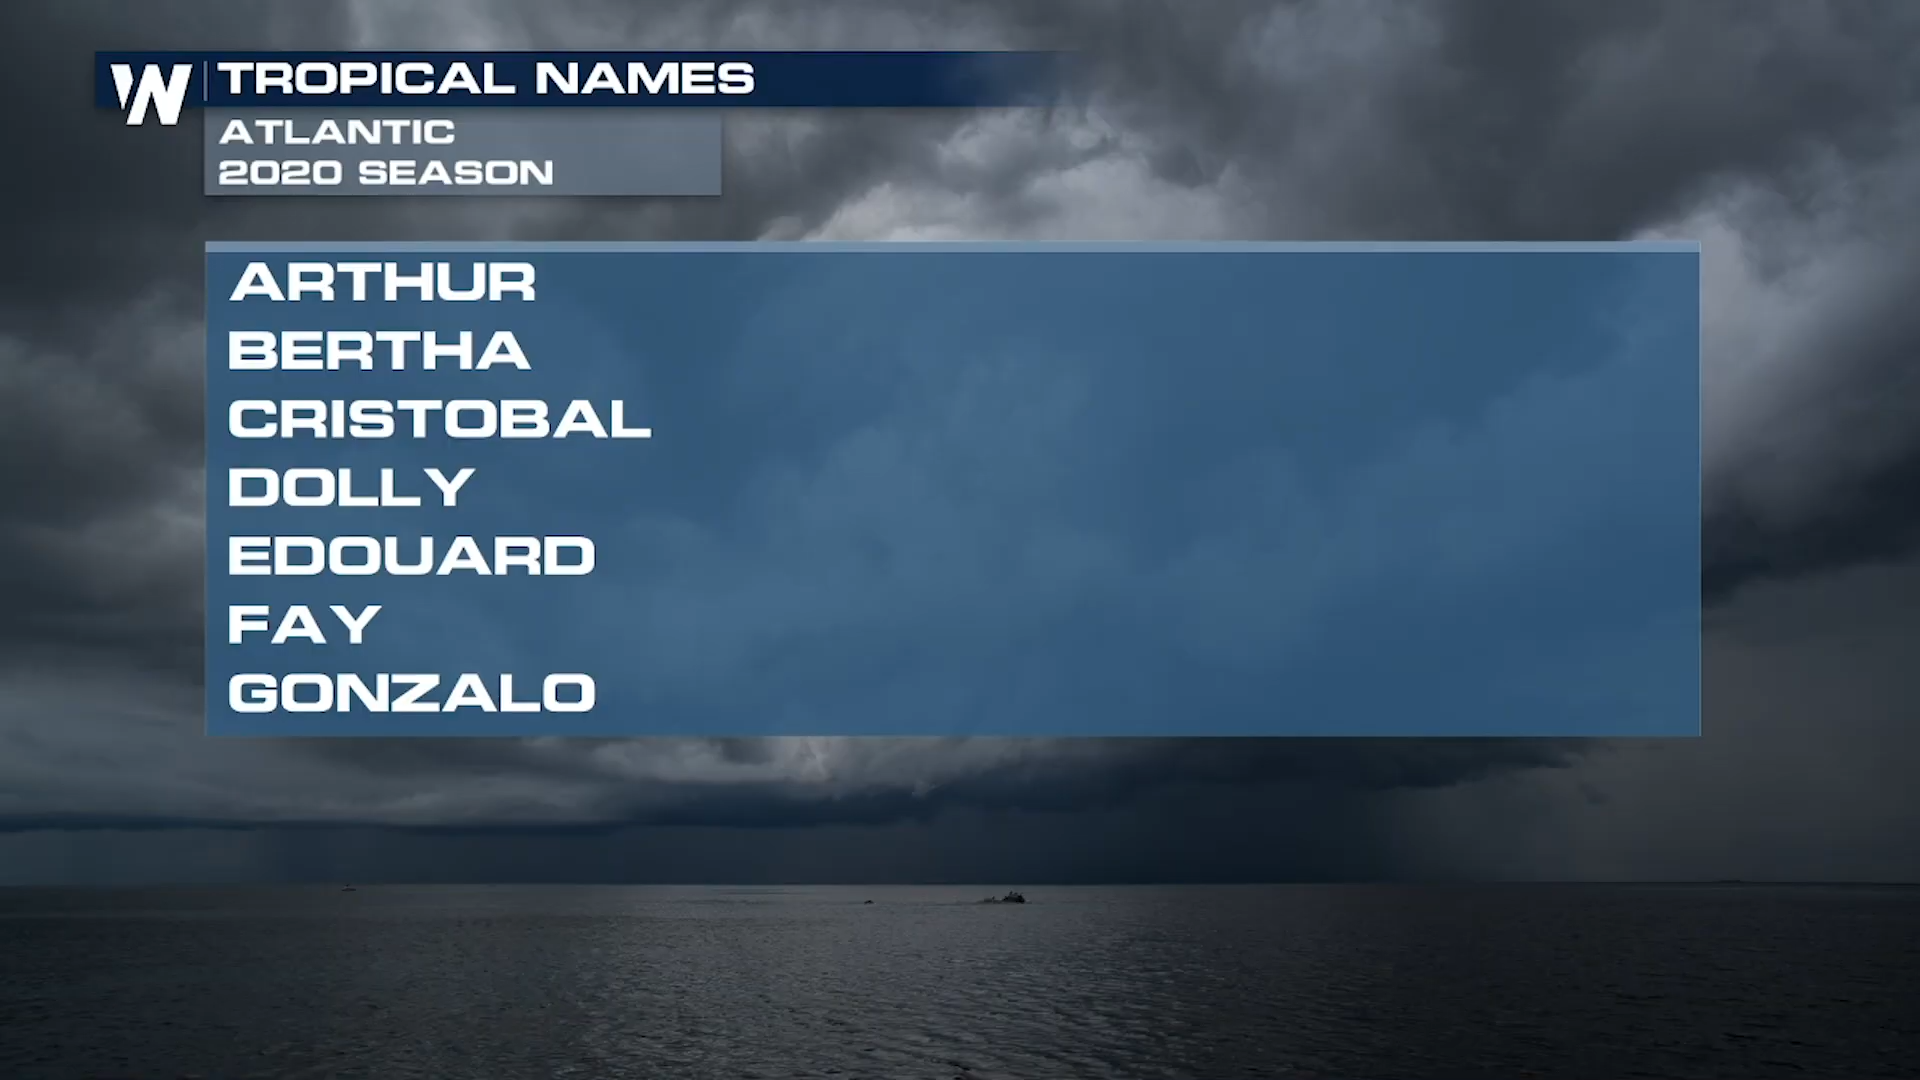 W TROPICAL NAMES
ATLANTIC
2020 SEASON
ARTHUR
BERTHA
CRISTOBAL
DOLLY
EDOUARD
FAY
GONZALO